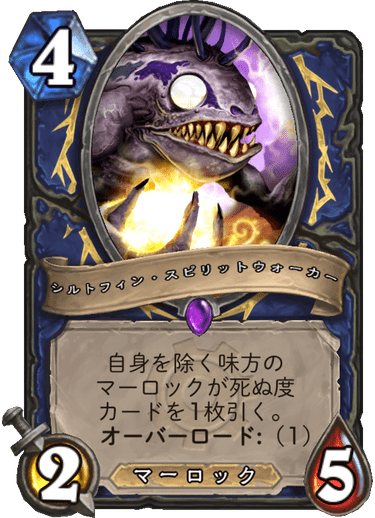 4
シルトフィン・スピリットウォーカー
自身を除く味方の
マーロックが死ぬ度
カードを1枚引く。
オーバーロード:（1）
2
マーロック
5